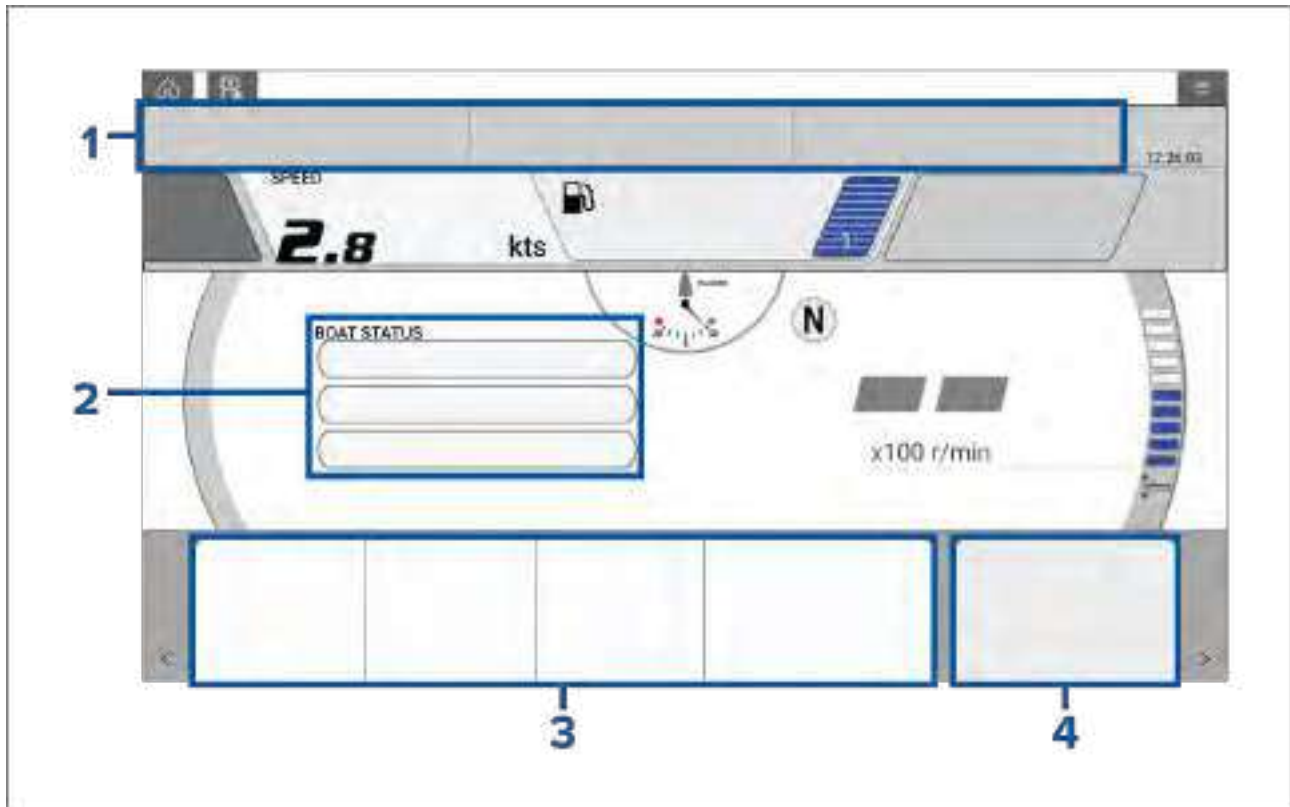 1
12:26:03
SPEED
2.8 kts
N
BOAT STATUS
2
x100 r/min
< >
3 4